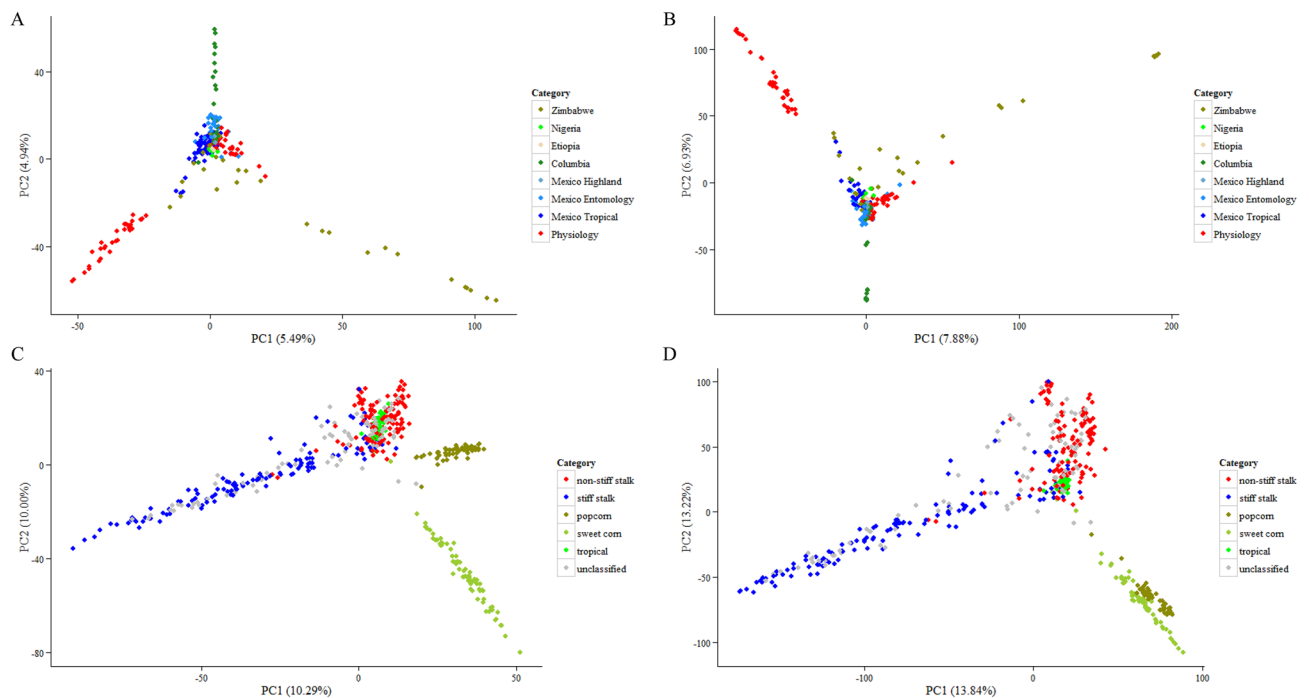 A
40
0
-40
PC2 (4.94%)
-50
0
50
100
PC1 (5.49%)
Category
Zimbabwe
Nigeria
Etiopia
Columbia
Mexico Highland
Mexico Entomology
Mexico Tropical
Physiology
B
100
50
0
-50
PC2 (6.93%)
0
100
200
PC1 (7.88%)
Category
Zimbabwe
Nigeria
Etiopia
Columbia
Mexico Highland
Mexico Entomology
Mexico Tropical
Physiology
C
40
0
-40
-80
PC2 (10.00%)
-50
0
50
PC1 (10.29%)
Category
non-stiff stalk
stiff stalk
popcorn
sweet corn
tropical
unclassified
D
100
50
0
-50
-100
PC2 (13.22%)
-100
0
100
PC1 (13.84%)
Category
non-stiff stalk
stiff stalk
popcorn
sweet corn
tropical
unclassified